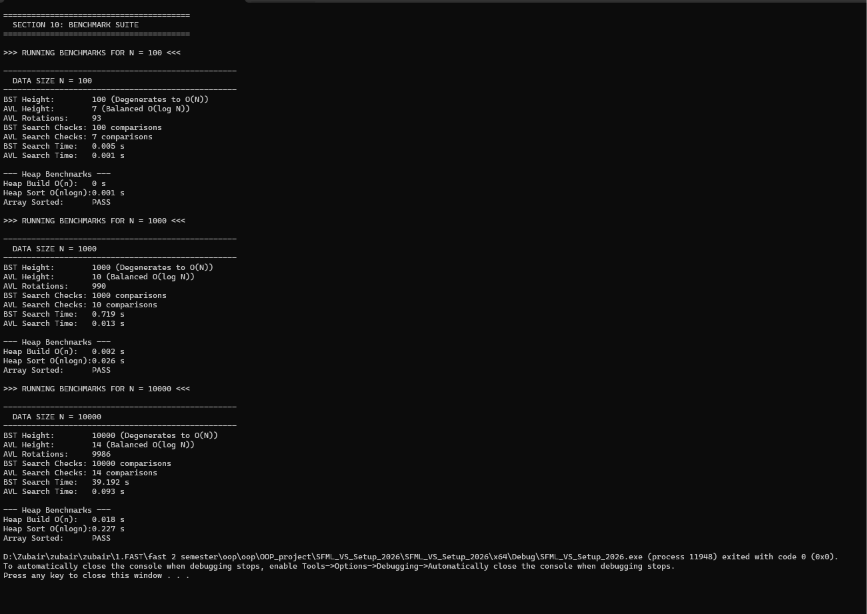 ========================================
SECTION 10: BENCHMARK SUITE
========================================
>>> RUNNING BENCHMARKS FOR N = 100 <<<
--------------------------------------------------
DATA SIZE N = 100
--------------------------------------------------
BST Height: 100 (Degenerates to O(N))
AVL Height: 7 (Balanced O(log N))
AVL Rotations: 93
BST Search Checks: 100 comparisons
AVL Search Checks: 7 comparisons
BST Search Time: 0.005 s
AVL Search Time: 0.001 s
--- Heap Benchmarks ---
Heap Build O(n): 0 s
Heap Sort O(nlogn):0.001 s
Array Sorted: PASS
>>> RUNNING BENCHMARKS FOR N = 1000 <<<
--------------------------------------------------
DATA SIZE N = 1000
--------------------------------------------------
BST Height: 1000 (Degenerates to O(N))
AVL Height: 10 (Balanced O(log N))
AVL Rotations: 990
BST Search Checks: 1000 comparisons
AVL Search Checks: 10 comparisons
BST Search Time: 0.719 s
AVL Search Time: 0.013 s
--- Heap Benchmarks ---
Heap Build O(n): 0.002 s
Heap Sort O(nlogn):0.026 s
Array Sorted: PASS
>>> RUNNING BENCHMARKS FOR N = 10000 <<<
--------------------------------------------------
DATA SIZE N = 10000
--------------------------------------------------
BST Height: 10000 (Degenerates to O(N))
AVL Height: 14 (Balanced O(log N))
AVL Rotations: 9986
BST Search Checks: 10000 comparisons
AVL Search Checks: 14 comparisons
BST Search Time: 39.192 s
AVL Search Time: 0.093 s
--- Heap Benchmarks ---
Heap Build O(n): 0.018 s
Heap Sort O(nlogn):0.227 s
Array Sorted: PASS
D:\Zubair\zubair\zubair\1.FAST\fast 2 semester\oop\oop\OOP_project\SFML_VS_Setup_2026\SFML_VS_Setup_2026\x64\Debug\SFML_VS_Setup_2026.exe (process 11948) exited with code 0 (0x0).
To automatically close the console when debugging stops, enable Tools->Options->Debugging->Automatically close the console when debugging stops.
Press any key to close this window . . .